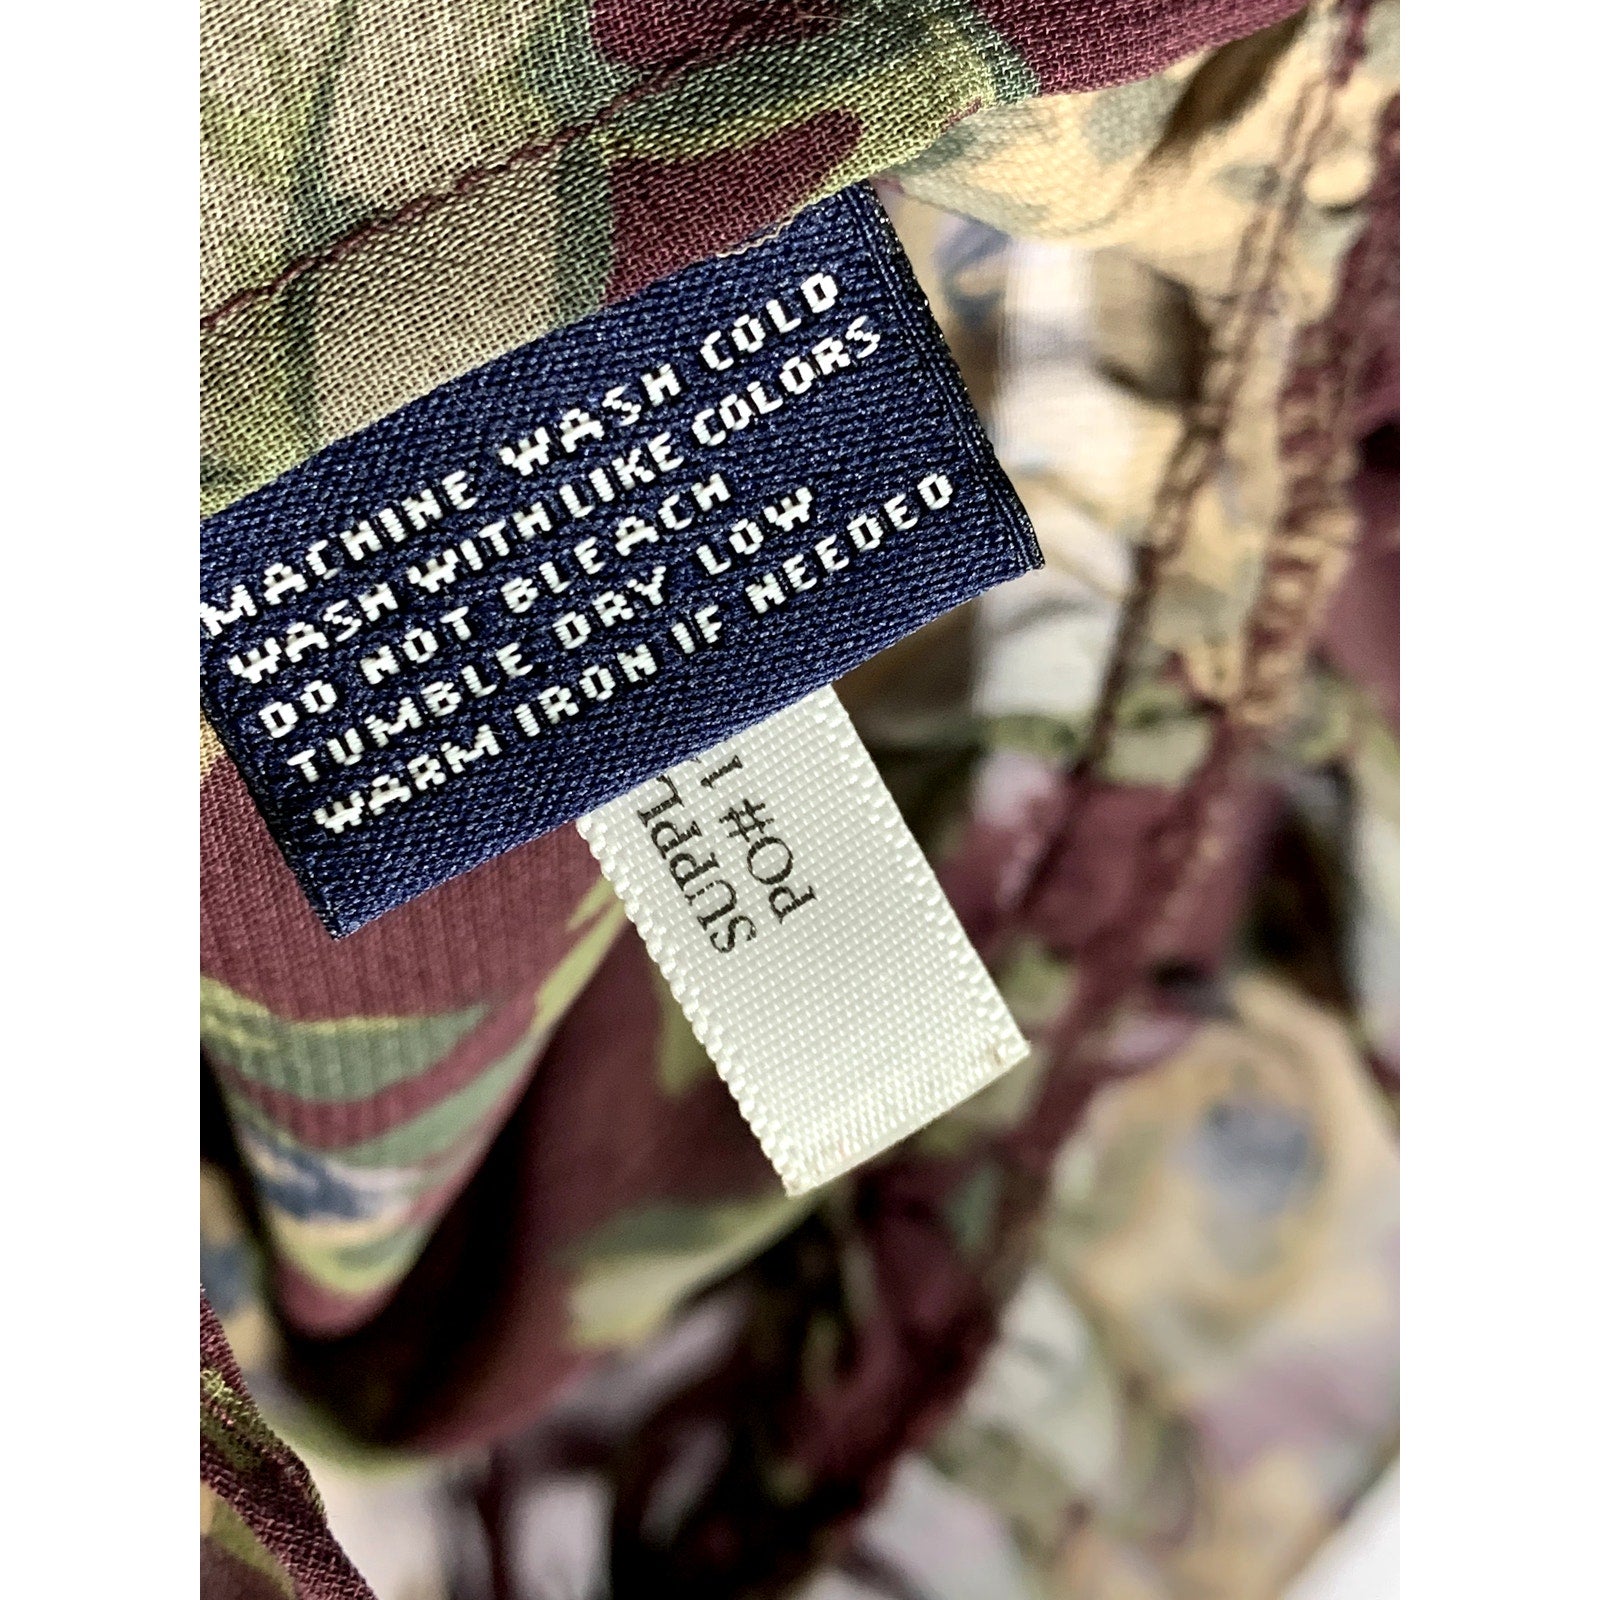 MACHINE WASH COLD
WASH WITH LIKE COLORS
DO NOT BLEACH
TUMBLE DRY LOW
WARM IRON IF NEEDED
PO# 1
SUPPL